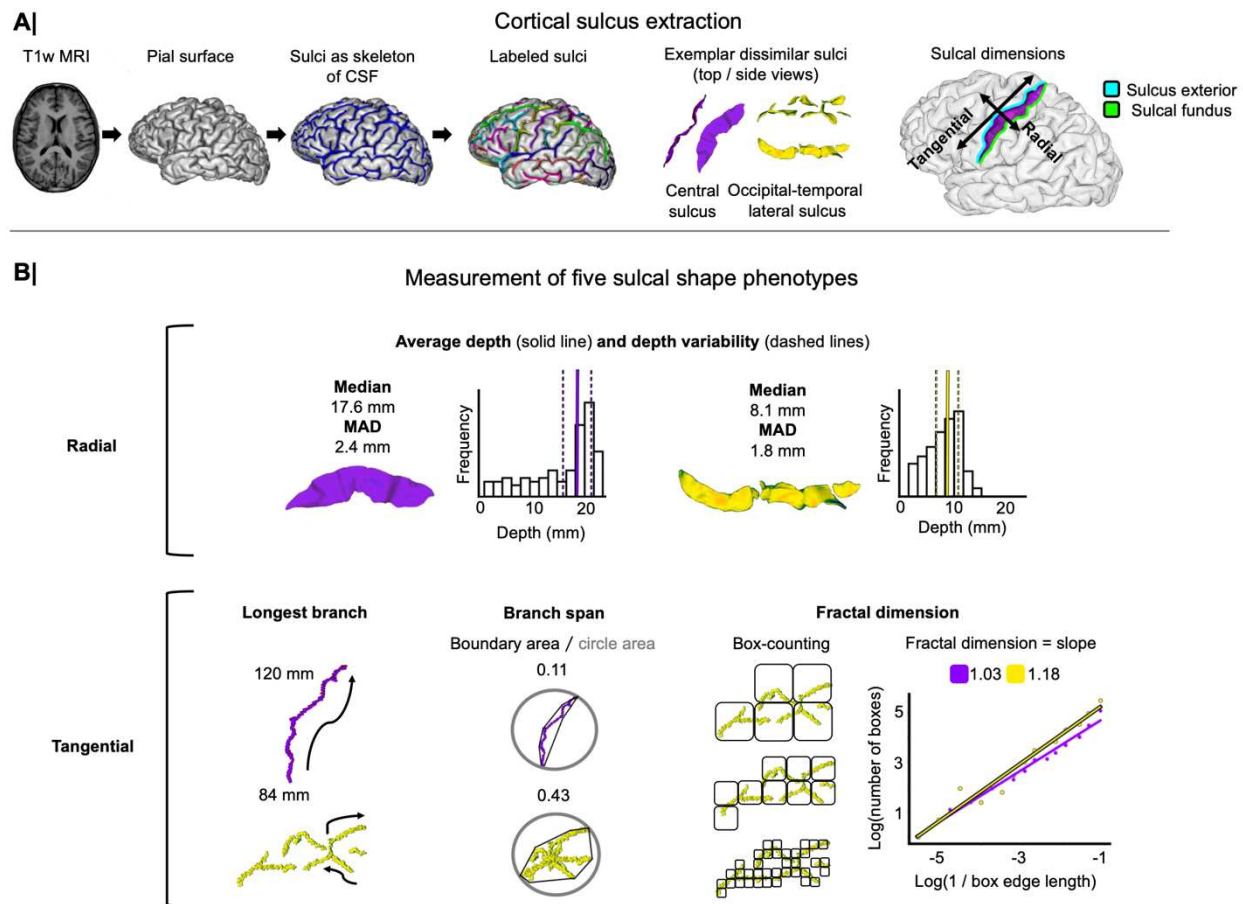 A|
Cortical sulcus extraction
T1w MRI
Pial surface
Sulci as skeleton
of CSF
Labeled sulci
Exemplar dissimilar sulci
(top / side views)
Central
sulcus
Occipital-temporal
lateral sulcus
Sulcal dimensions
Tangential
Radial
Sulcus exterior
Sulcal fundus
B|
Measurement of five sulcal shape phenotypes
Radial
Average depth (solid line) and depth variability (dashed lines)
Median
17.6 mm
MAD
2.4 mm
Frequency
0 10 20
Depth (mm)
Median
8.1 mm
MAD
1.8 mm
Frequency
0 10 20
Depth (mm)
Tangential
Longest branch
120 mm
84 mm
Branch span
Boundary area / circle area
0.11
0.43
Fractal dimension
Box-counting
Fractal dimension = slope
1.03 1.18
Log(number of boxes)
5
3
1
-5 -3 -1
Log(1 / box edge length)